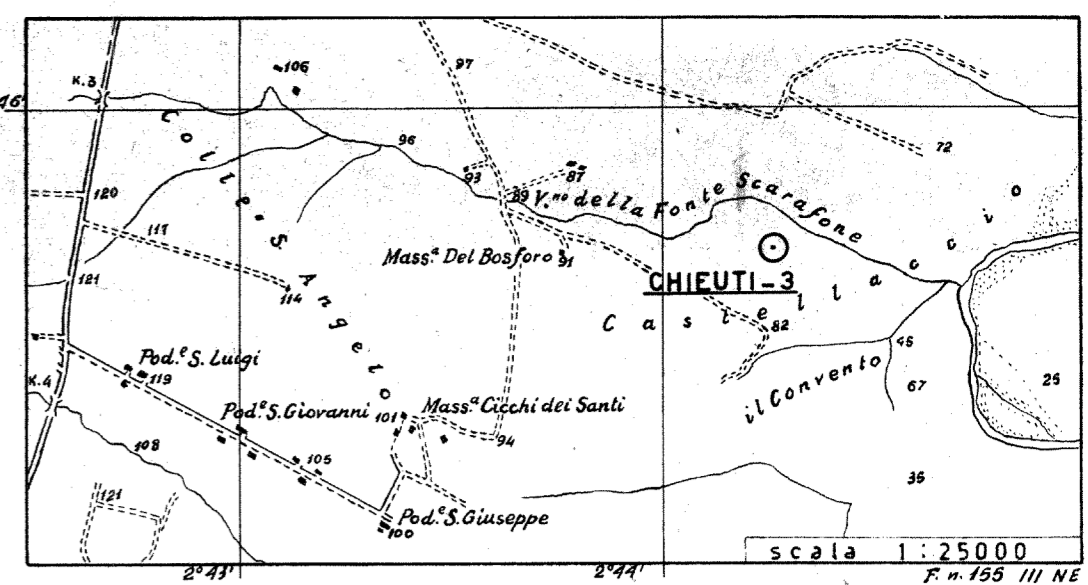 46'
K.3
106
97
72
Colle S. Angelo
96
93
87
89
V.no della Fonte Scarafone
120
117
Mass.a Del Bosforo
91
121
114
CHIEUTI-3
Castellaccio
82
Pod.e S. Luigi
119
45
K.4
il Convento
67
25
Pod.e S. Giovanni
101
Mass.a Cicchi dei Santi
94
108
105
35
121
Pod.e S. Giuseppe
100
scala 1:25000
2°43'
2°44'
F. n. 155 III NE